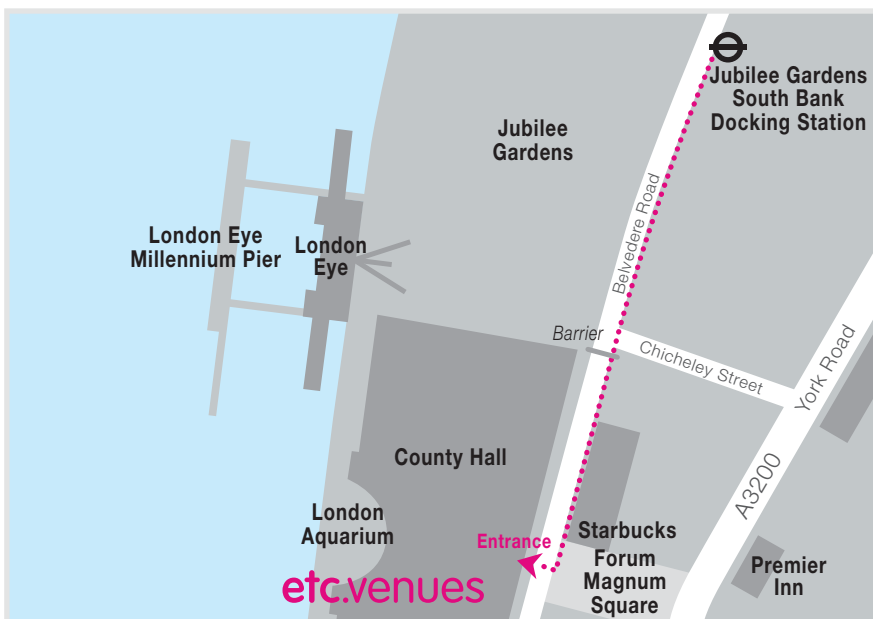 Jubilee Gardens
South Bank
Docking Station
Jubilee
Gardens
Belvedere Road
London Eye
Millennium Pier
London
Eye
Barrier
Chicheley Street
York Road
County Hall
A3200
London
Aquarium
Starbucks
Entrance
Forum
Magnum
Square
Premier
Inn
etc.venues